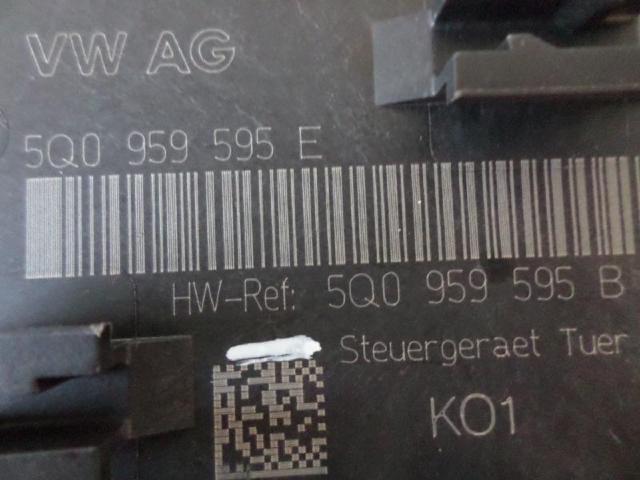 VW AG
5Q0 959 595 E
HW-Ref: 5Q0 959 595 B
Steuergeraet Tuer
KO1